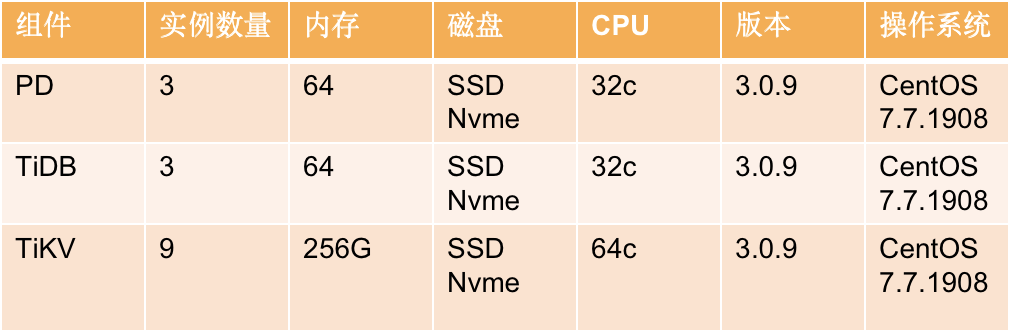 组件 实例数量 内存 磁盘 CPU 版本 操作系统
PD 3 64 SSD Nvme 32c 3.0.9 CentOS 7.7.1908
TiDB 3 64 SSD Nvme 32c 3.0.9 CentOS 7.7.1908
TiKV 9 256G SSD Nvme 64c 3.0.9 CentOS 7.7.1908